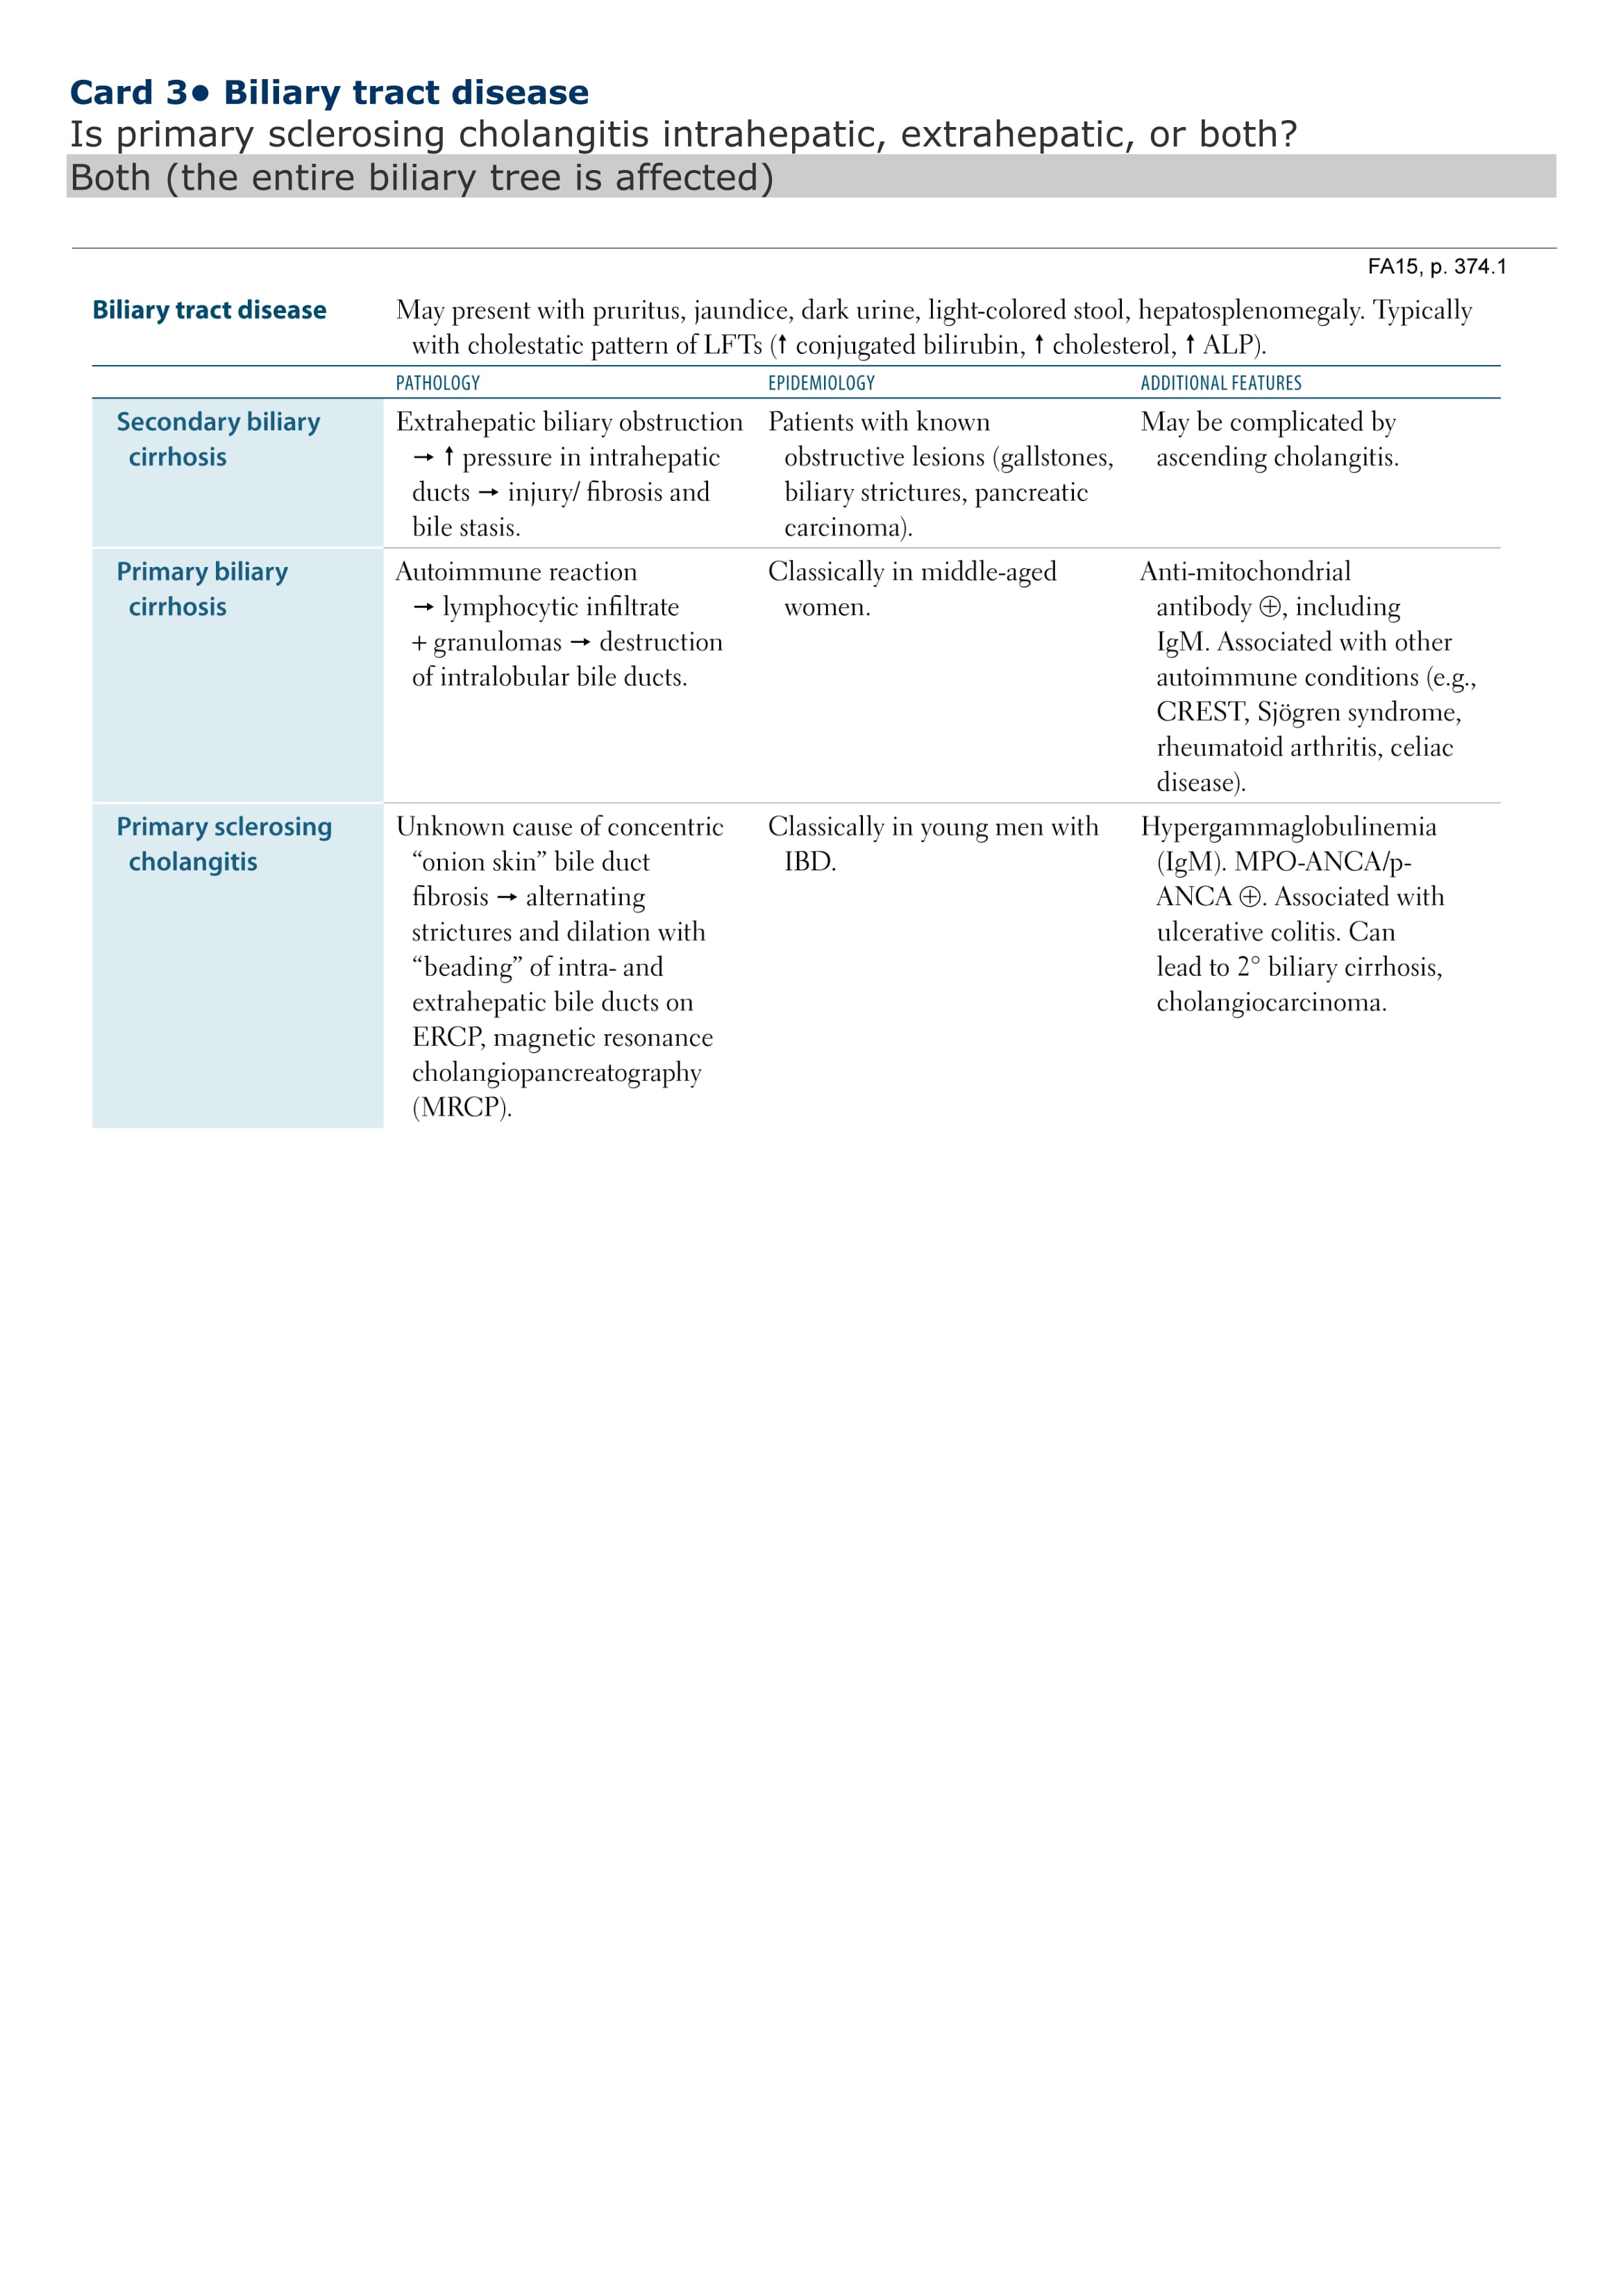 Card 3• Biliary tract disease
Is primary sclerosing cholangitis intrahepatic, extrahepatic, or both?
Both (the entire biliary tree is affected)
FA15, p. 374.1
Biliary tract disease
May present with pruritus, jaundice, dark urine, light-colored stool, hepatosplenomegaly. Typically
with cholestatic pattern of LFTs (↑ conjugated bilirubin, ↑ cholesterol, ↑ ALP).
PATHOLOGY EPIDEMIOLOGY ADDITIONAL FEATURES
Secondary biliary
cirrhosis
Extrahepatic biliary obstruction
→ ↑ pressure in intrahepatic
ducts → injury/ fibrosis and
bile stasis.
Patients with known
obstructive lesions (gallstones,
biliary strictures, pancreatic
carcinoma).
May be complicated by
ascending cholangitis.
Primary biliary
cirrhosis
Autoimmune reaction
→ lymphocytic infiltrate
+ granulomas → destruction
of intralobular bile ducts.
Classically in middle-aged
women.
Anti-mitochondrial
antibody ⊕, including
IgM. Associated with other
autoimmune conditions (e.g.,
CREST, Sjögren syndrome,
rheumatoid arthritis, celiac
disease).
Primary sclerosing
cholangitis
Unknown cause of concentric
“onion skin” bile duct
fibrosis → alternating
strictures and dilation with
“beading” of intra- and
extrahepatic bile ducts on
ERCP, magnetic resonance
cholangiopancreatography
(MRCP).
Classically in young men with
IBD.
Hypergammaglobulinemia
(IgM). MPO-ANCA/p-
ANCA ⊕. Associated with
ulcerative colitis. Can
lead to 2° biliary cirrhosis,
cholangiocarcinoma.